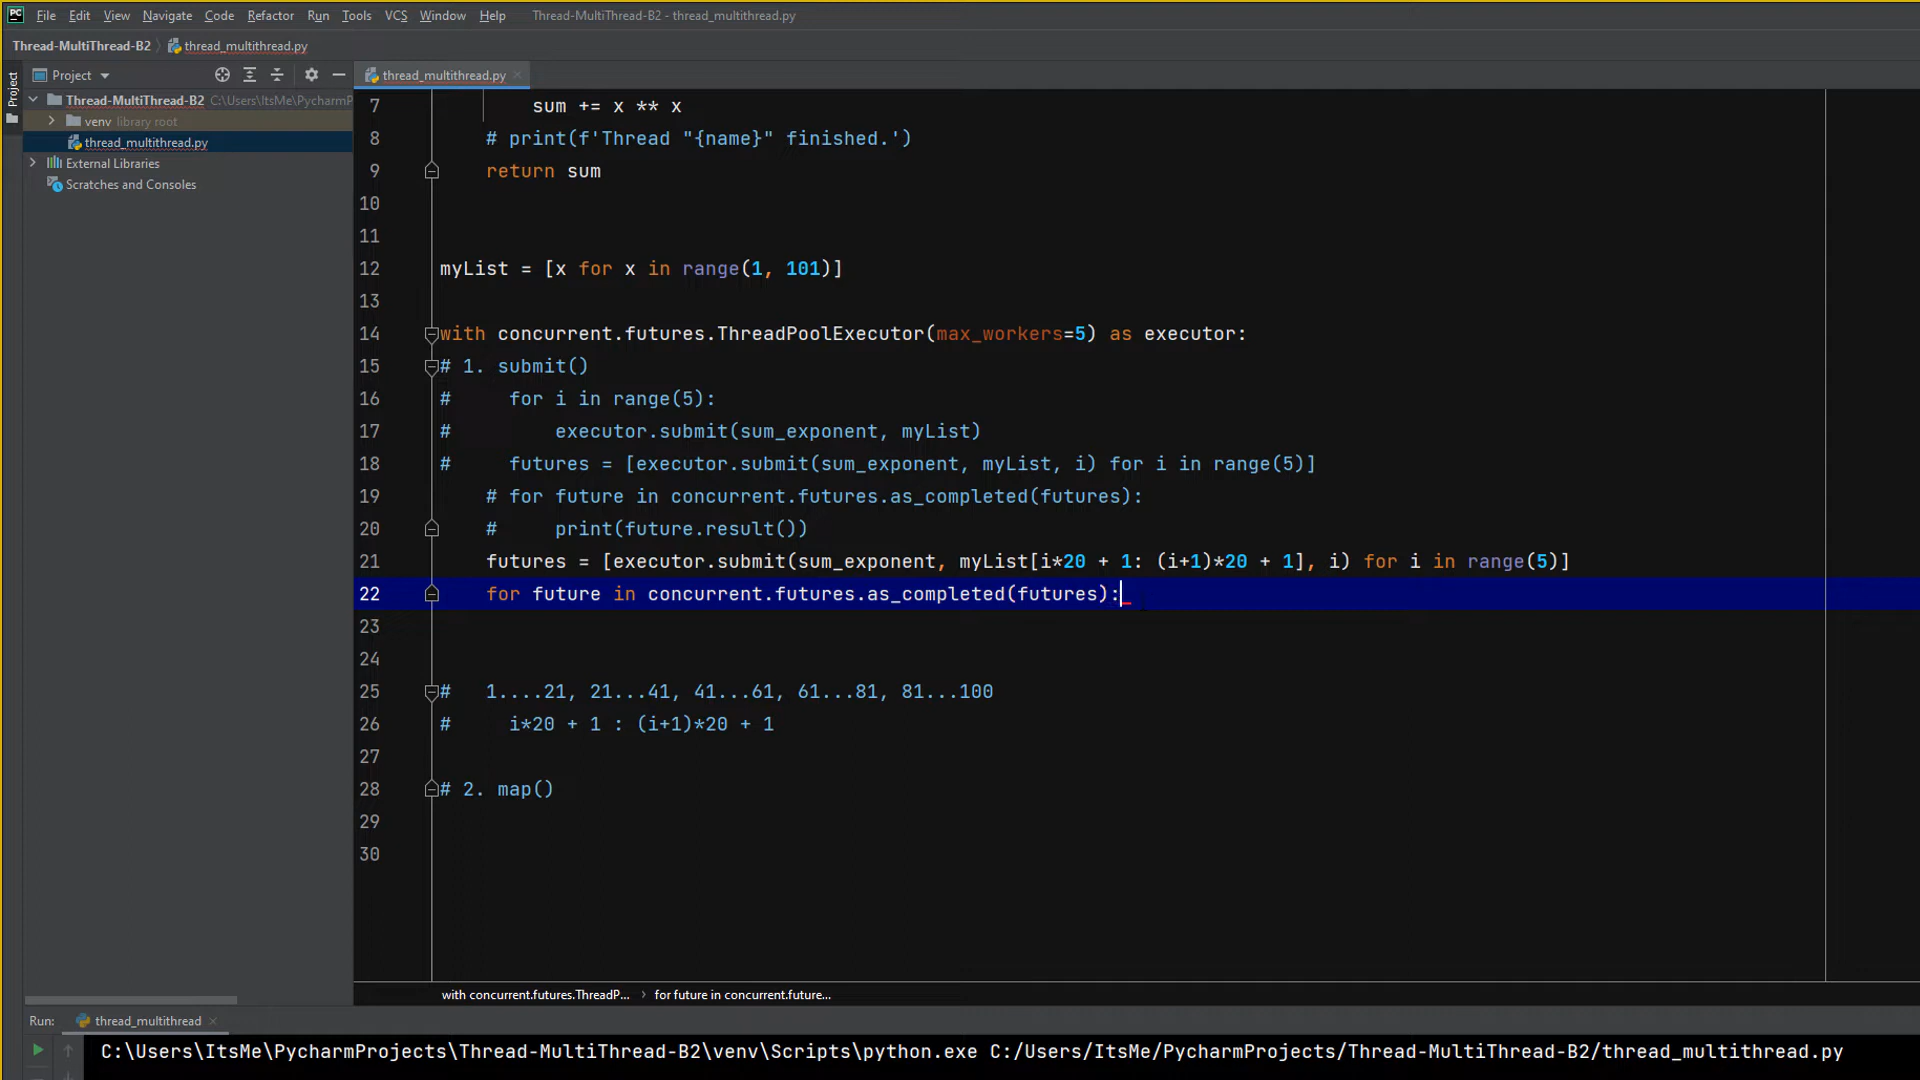 PC File Edit View Navigate Code Refactor Run Tools VCS Window Help Thread-MultiThread-B2 - thread_multithread.py
Thread-MultiThread-B2 thread_multithread.py
Project
Project
thread_multithread.py
Thread-MultiThread-B2 C:\Users\ItsMe\PycharmP
venv library root
thread_multithread.py
External Libraries
Scratches and Consoles
7 sum += x ** x
8 # print(f'Thread "{name}" finished.')
9 return sum
10
11
12 myList = [x for x in range(1, 101)]
13
14 with concurrent.futures.ThreadPoolExecutor(max_workers=5) as executor:
15 # 1. submit()
16 # for i in range(5):
17 # executor.submit(sum_exponent, myList)
18 # futures = [executor.submit(sum_exponent, myList, i) for i in range(5)]
19 # for future in concurrent.futures.as_completed(futures):
20 # print(future.result())
21 futures = [executor.submit(sum_exponent, myList[i*20 + 1: (i+1)*20 + 1], i) for i in range(5)]
22 for future in concurrent.futures.as_completed(futures):
23
24
25 # 1....21, 21...41, 41...61, 61...81, 81...100
26 # i*20 + 1 : (i+1)*20 + 1
27
28 # 2. map()
29
30
with concurrent.futures.ThreadP... for future in concurrent.future...
Run: thread_multithread
C:\Users\ItsMe\PycharmProjects\Thread-MultiThread-B2\venv\Scripts\python.exe C:/Users/ItsMe/PycharmProjects/Thread-MultiThread-B2/thread_multithread.py